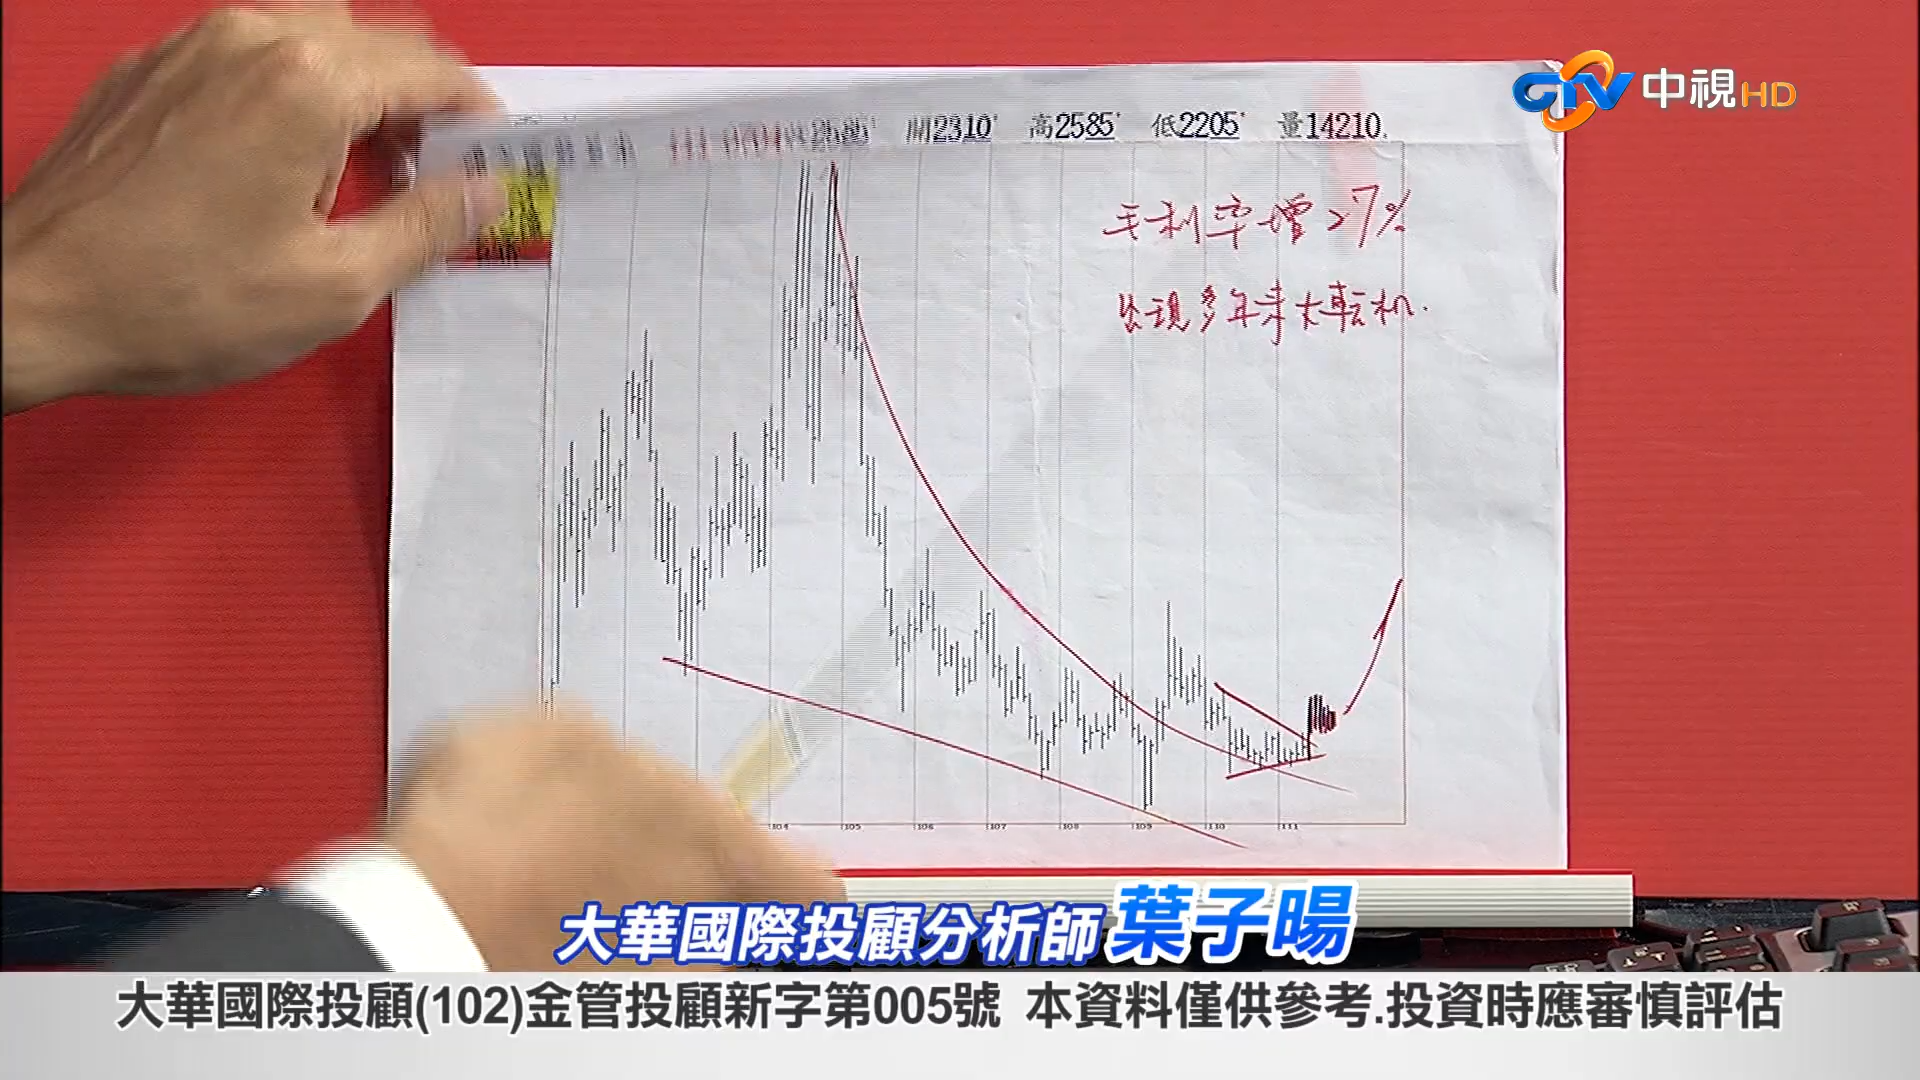 CTV 中視HD
2585 開2310 高2585 低2205 量14210
毛利率增27%
出現多年来大転机.
104 105 106 107 108 109 110 111
大華國際投顧分析師 葉子暘
大華國際投顧(102)金管投顧新字第005號 本資料僅供參考.投資時應審慎評估